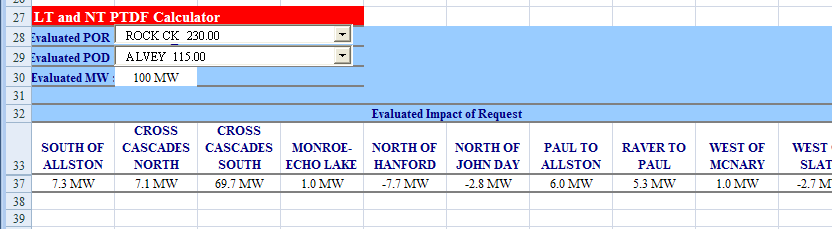 27 LT and NT PTDF Calculator
28 Evaluated POR ROCK CK 230.00
29 Evaluated POD ALVEY 115.00
30 Evaluated MW : 100 MW
31
32 Evaluated Impact of Request
CROSS CROSS
SOUTH OF CASCADES CASCADES MONROE- NORTH OF NORTH OF PAUL TO RAVER TO WEST OF WEST
33 ALLSTON NORTH SOUTH ECHO LAKE HANFORD JOHN DAY ALLSTON PAUL MCNARY SLAT
37 7.3 MW 7.1 MW 69.7 MW 1.0 MW -7.7 MW -2.8 MW 6.0 MW 5.3 MW 1.0 MW -2.7 M
38
39